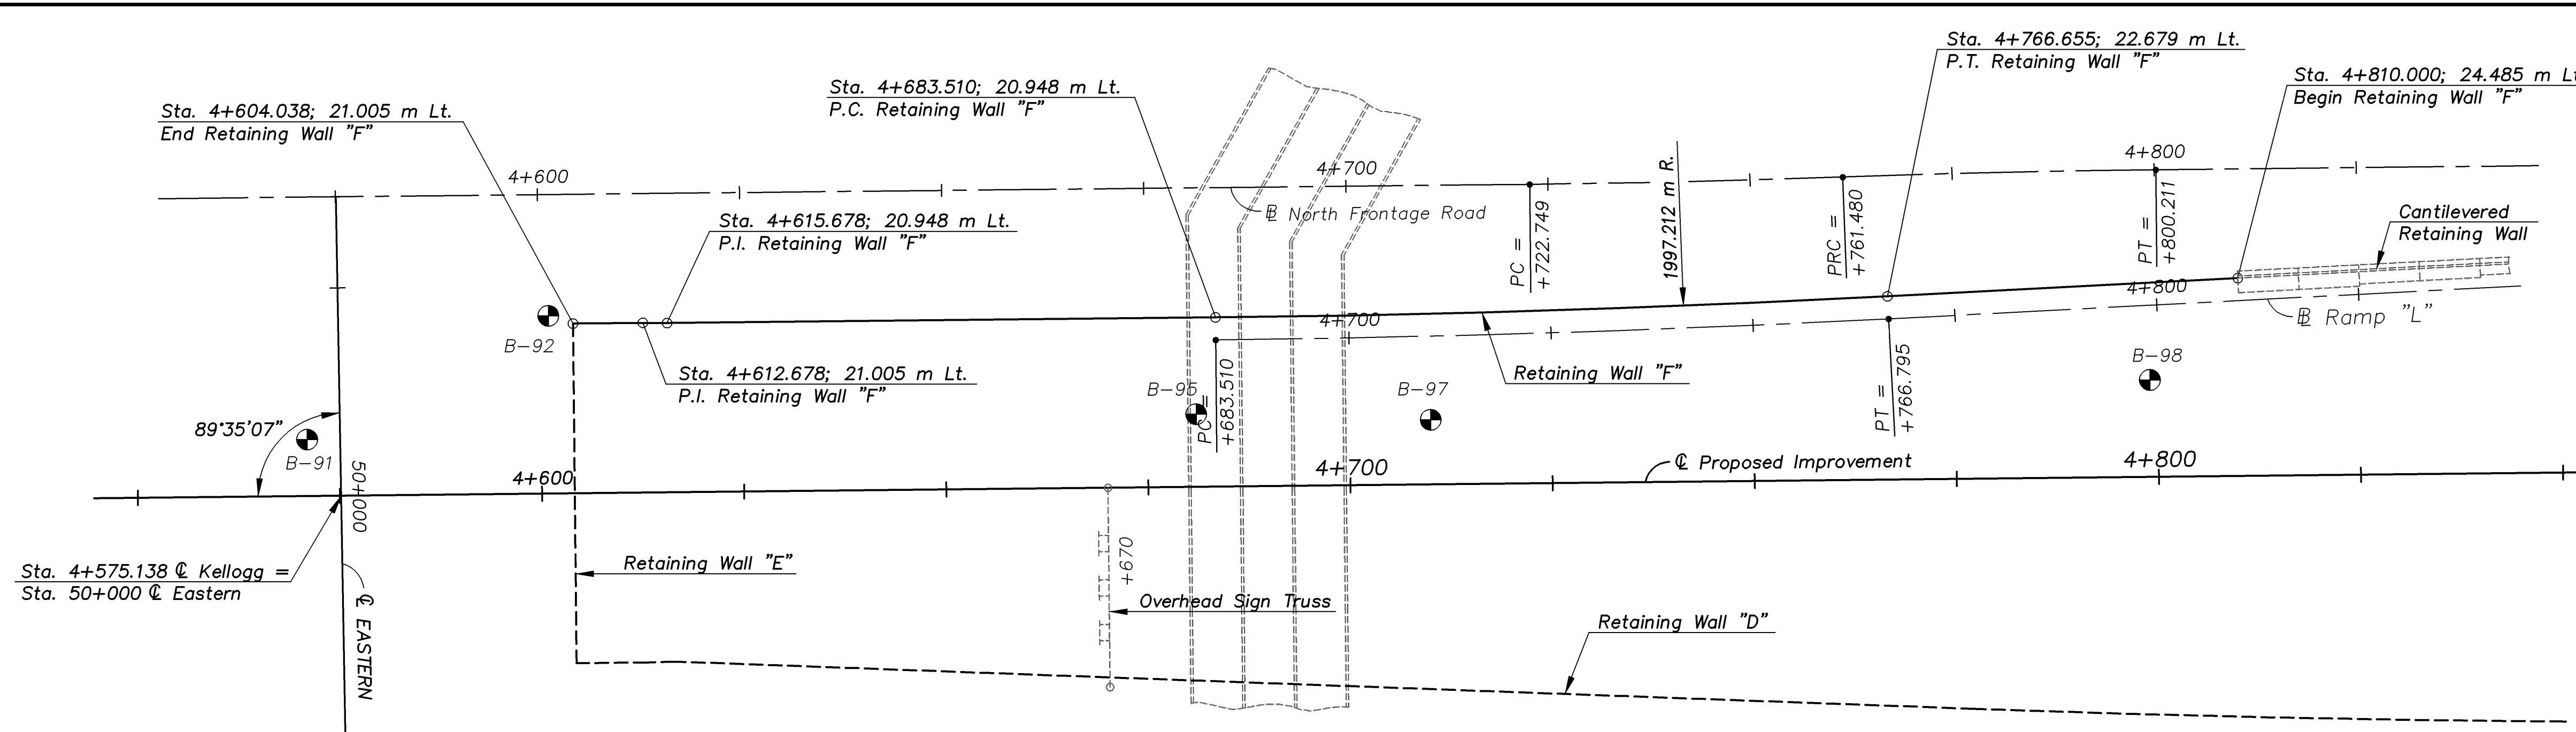 Sta. 4+766.655; 22.679 m Lt.
P.T. Retaining Wall "F"
Sta. 4+810.000; 24.485 m Lt
Begin Retaining Wall "F"
Sta. 4+683.510; 20.948 m Lt.
P.C. Retaining Wall "F"
Sta. 4+604.038; 21.005 m Lt.
End Retaining Wall "F"
4+600
4+700
4+800
1997.212 m R.
Sta. 4+615.678; 20.948 m Lt.
P.I. Retaining Wall "F"
℄ North Frontage Road
PC =
+722.749
PRC =
+761.480
PT =
+800.211
Cantilevered
Retaining Wall
4+800
4+700
℄ Ramp "L"
B-92
Sta. 4+612.678; 21.005 m Lt.
P.I. Retaining Wall "F"
Retaining Wall "F"
B-95
PC =
+683.510
B-97
PT =
+766.795
B-98
89°35'07"
B-91
50+000
4+600
4+700
℄ Proposed Improvement
4+800
Sta. 4+575.138 ℄ Kellogg =
Sta. 50+000 ℄ Eastern
Retaining Wall "E"
+670
Overhead Sign Truss
℄ EASTERN
Retaining Wall "D"